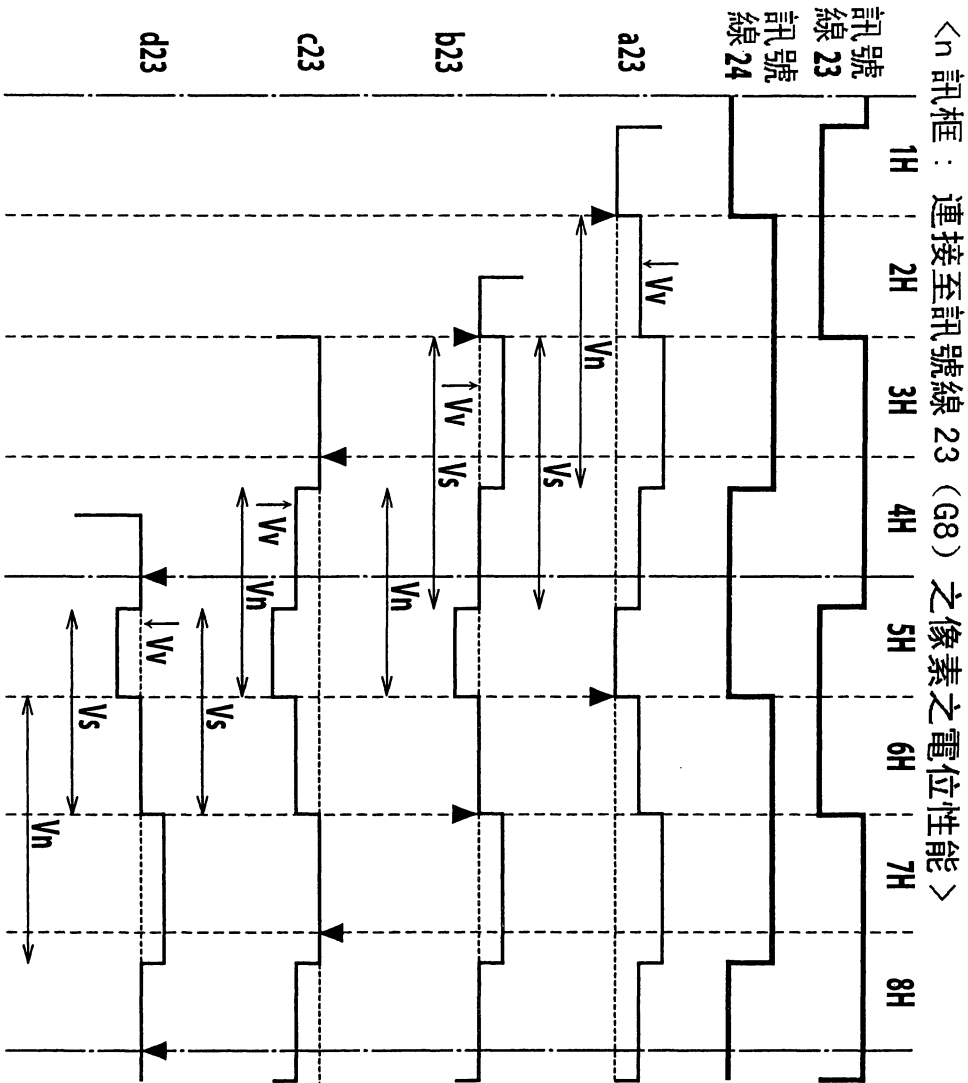 <n 訊框： 連接至訊號線 23 (G8) 之像素之電位性能>
1H 2H 3H 4H 5H 6H 7H 8H
訊號
線 23
訊號
線 24
a23
Vv
Vn
Vs
b23
Vv
Vs
Vn
c23
Vv
Vn
Vs
d23
Vv
Vs
Vn